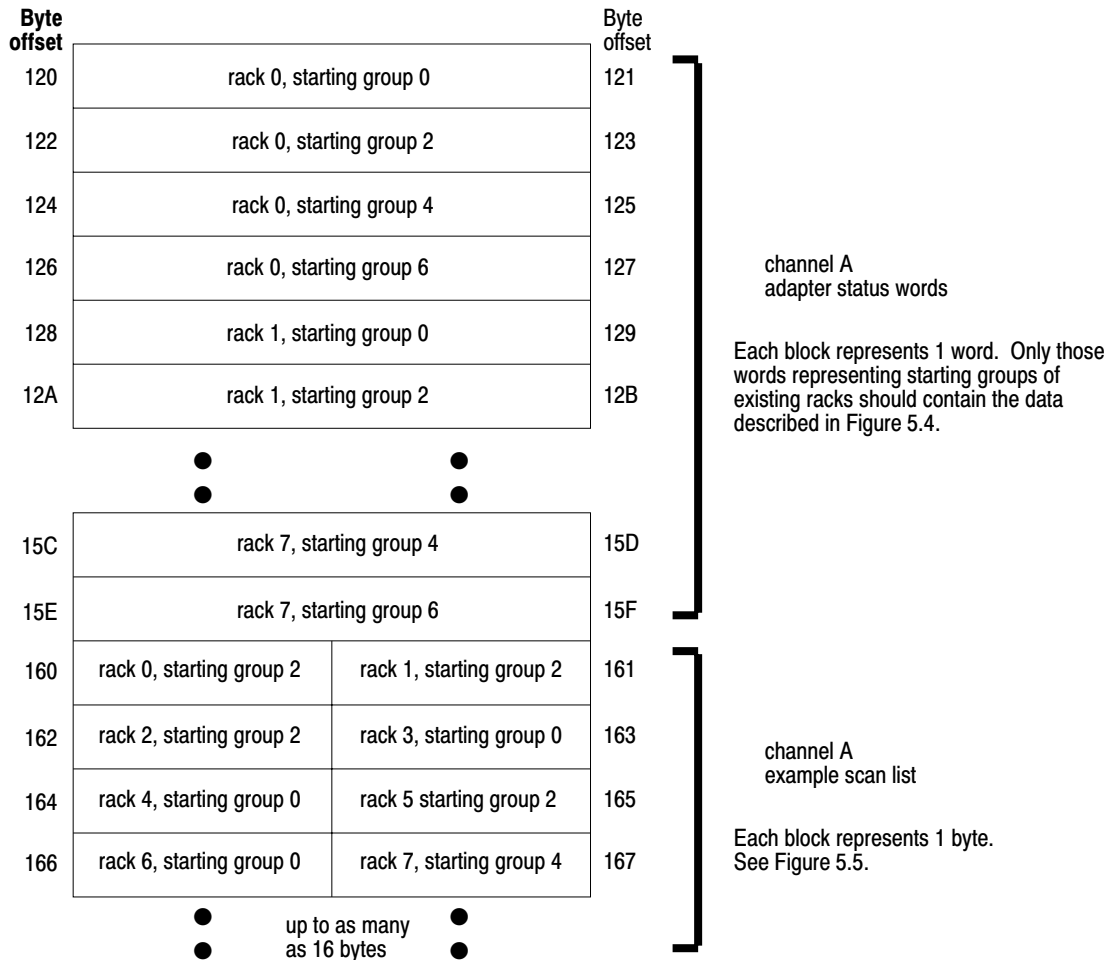 Byte offset
Byte offset
120 rack 0, starting group 0 121
122 rack 0, starting group 2 123
124 rack 0, starting group 4 125
126 rack 0, starting group 6 127
128 rack 1, starting group 0 129
12A rack 1, starting group 2 12B
channel A
adapter status words
Each block represents 1 word. Only those
words representing starting groups of
existing racks should contain the data
described in Figure 5.4.
15C rack 7, starting group 4 15D
15E rack 7, starting group 6 15F
160 rack 0, starting group 2 rack 1, starting group 2 161
162 rack 2, starting group 2 rack 3, starting group 0 163
164 rack 4, starting group 0 rack 5 starting group 2 165
166 rack 6, starting group 0 rack 7, starting group 4 167
channel A
example scan list
Each block represents 1 byte.
See Figure 5.5.
up to as many
as 16 bytes